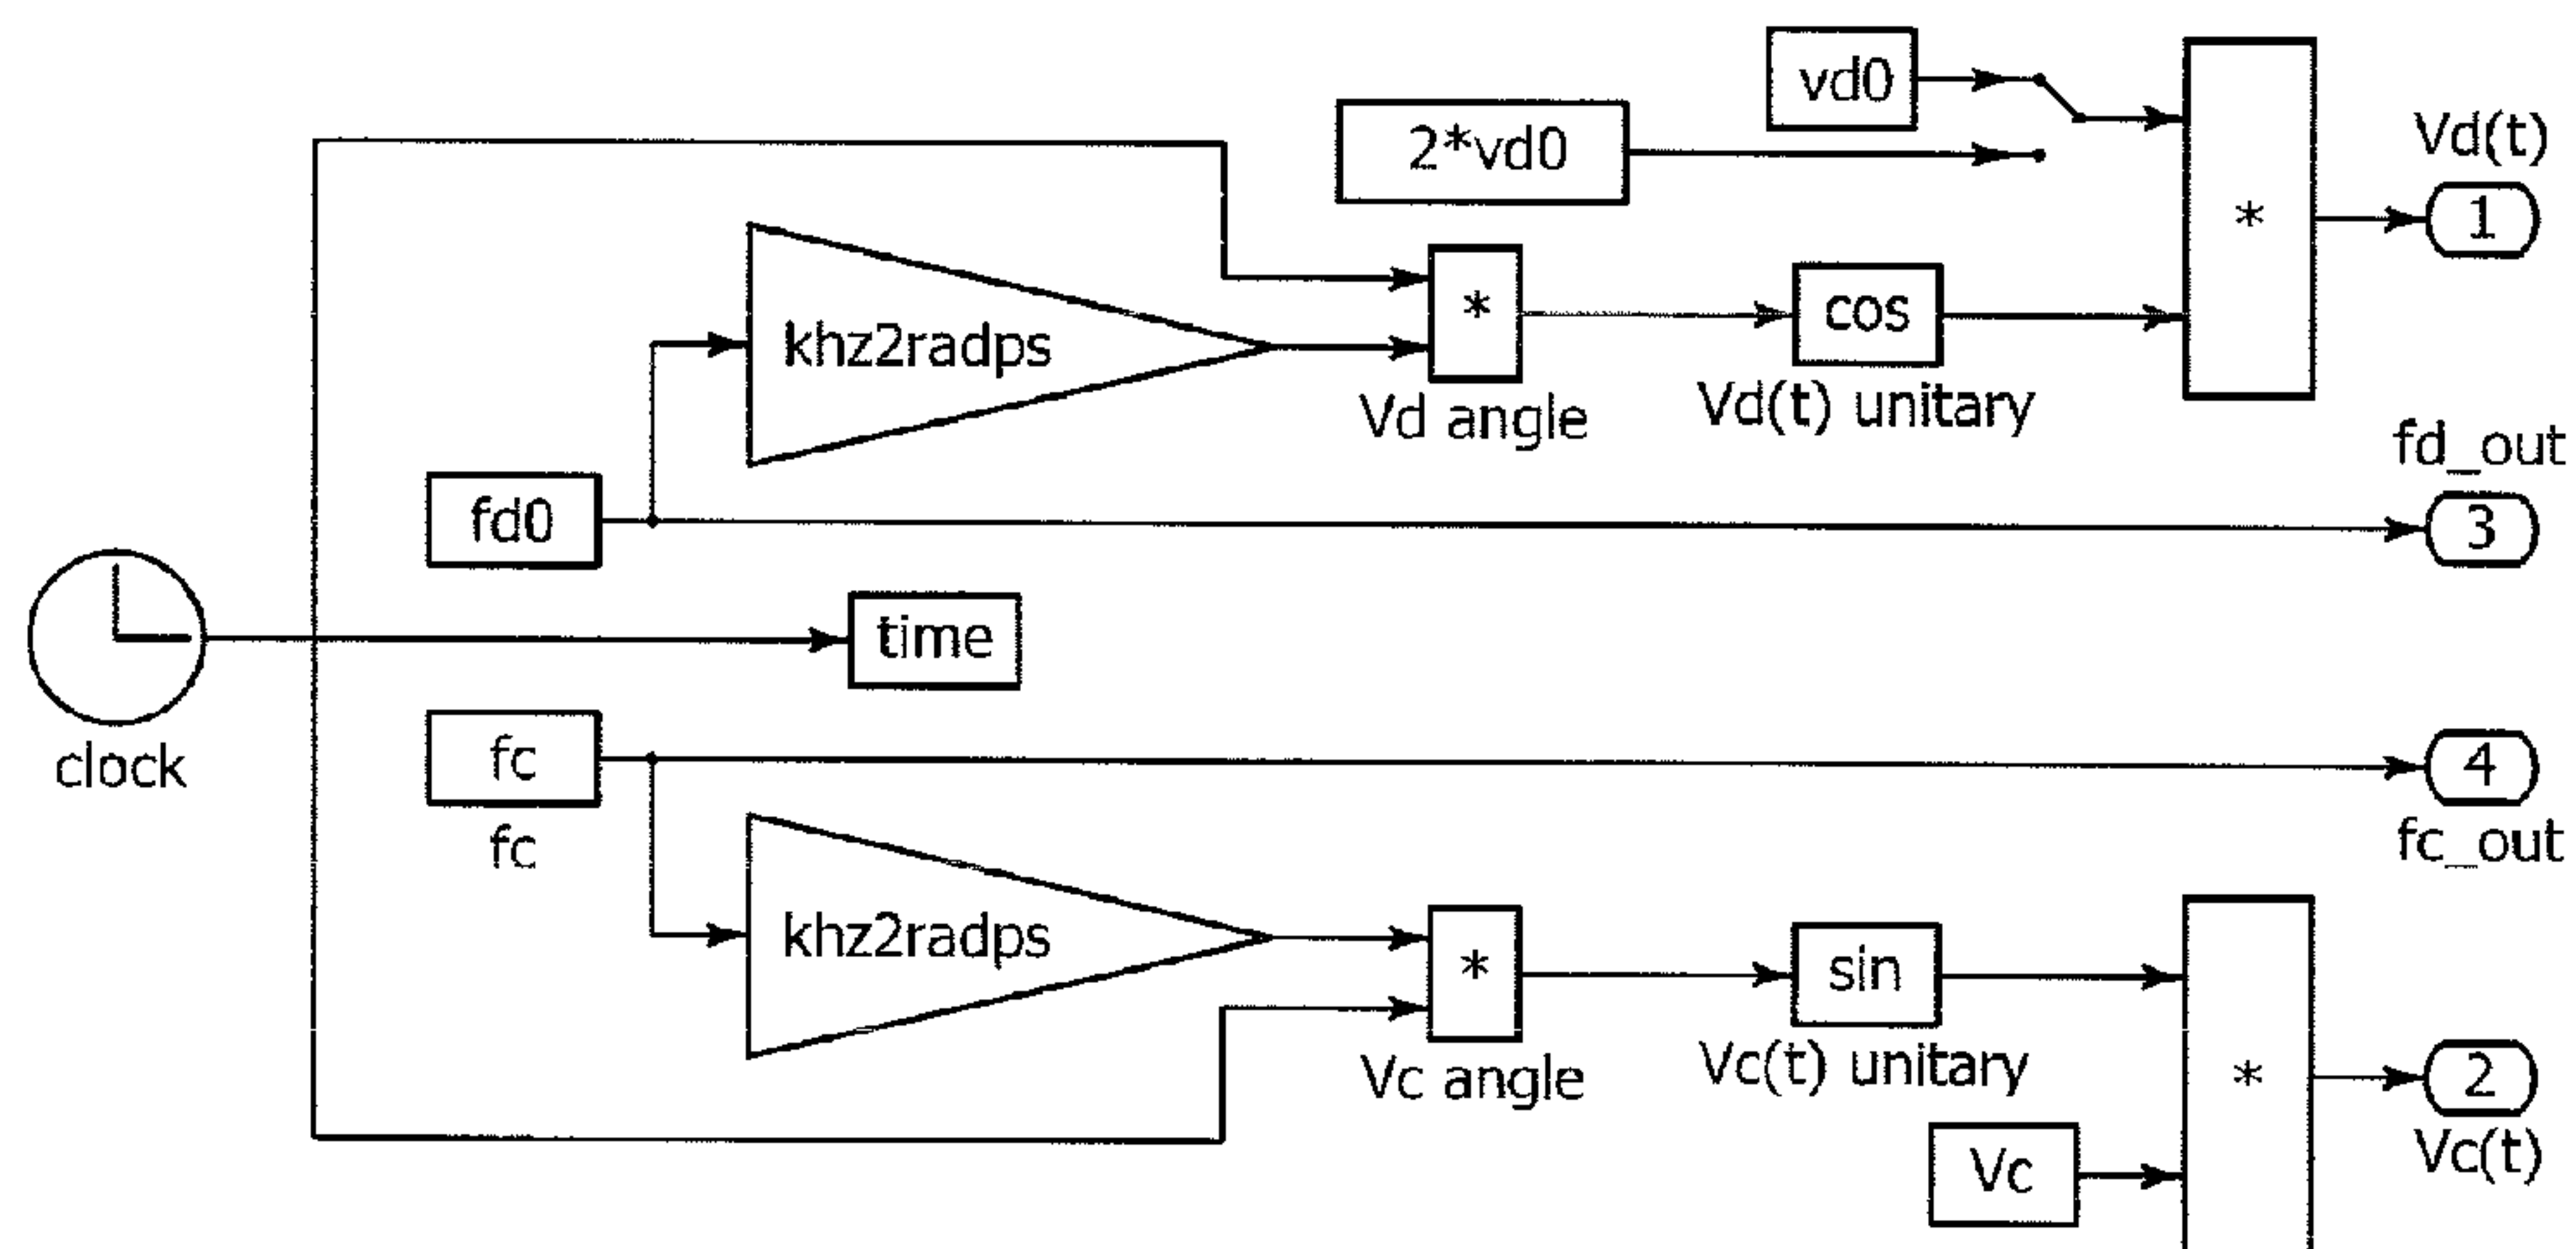 vd0
2*vd0
Vd(t)
*
1
khz2radps
*
cos
Vd angle
Vd(t) unitary
fd_out
fd0
3
time
clock
fc
4
fc
fc_out
khz2radps
*
sin
Vc angle
Vc(t) unitary
*
2
Vc
Vc(t)